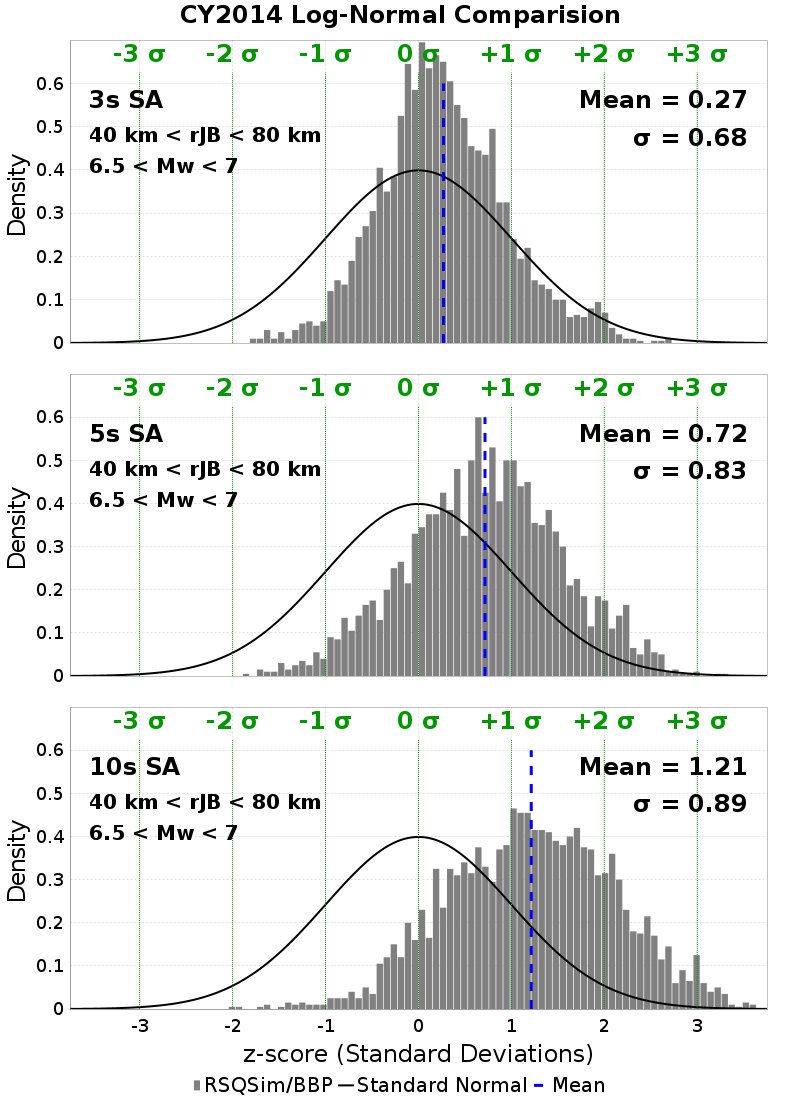 CY2014 Log-Normal Comparision
-3 σ -2 σ -1 σ 0 σ +1 σ +2 σ +3 σ
3s SA
40 km < rJB < 80 km
6.5 < Mw < 7
Mean = 0.27
σ = 0.68
Density
0.6
0.5
0.4
0.3
0.2
0.1
0
-3 σ -2 σ -1 σ 0 σ +1 σ +2 σ +3 σ
5s SA
40 km < rJB < 80 km
6.5 < Mw < 7
Mean = 0.72
σ = 0.83
Density
0.6
0.5
0.4
0.3
0.2
0.1
0
-3 σ -2 σ -1 σ 0 σ +1 σ +2 σ +3 σ
10s SA
40 km < rJB < 80 km
6.5 < Mw < 7
Mean = 1.21
σ = 0.89
Density
0.6
0.5
0.4
0.3
0.2
0.1
0
-3 -2 -1 0 1 2 3
z-score (Standard Deviations)
RSQSim/BBP Standard Normal Mean